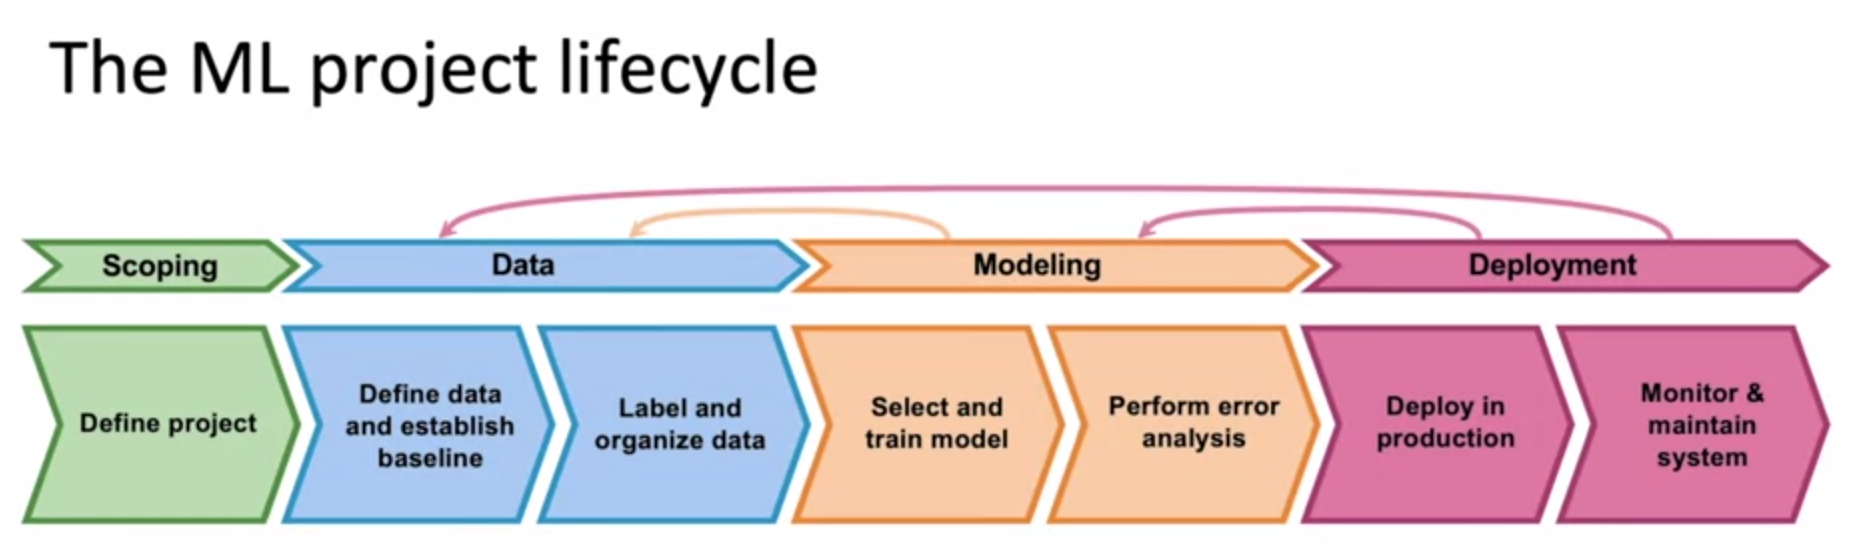 The ML project lifecycle
Scoping
Data
Modeling
Deployment
Define project
Define data
and establish
baseline
Label and
organize data
Select and
train model
Perform error
analysis
Deploy in
production
Monitor &
maintain
system